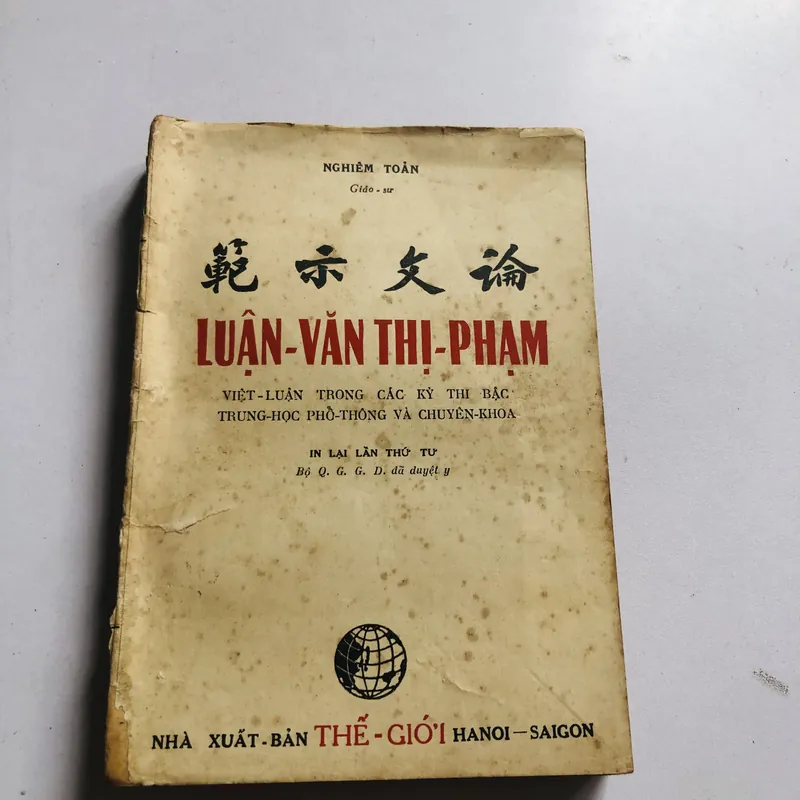 NGHIÊM TOẢN
Giáo - sư
範示文論
LUẬN-VĂN THỊ-PHẠM
VIỆT-LUẬN TRONG CÁC KỲ THI BẬC
TRUNG-HỌC PHỔ-THÔNG VÀ CHUYÊN-KHOA
IN LẠI LẦN THỨ TƯ
Bộ Q. G. G. D. đã duyệt y
NHÀ XUẤT-BẢN THẾ-GIỚI HANOI—SAIGON